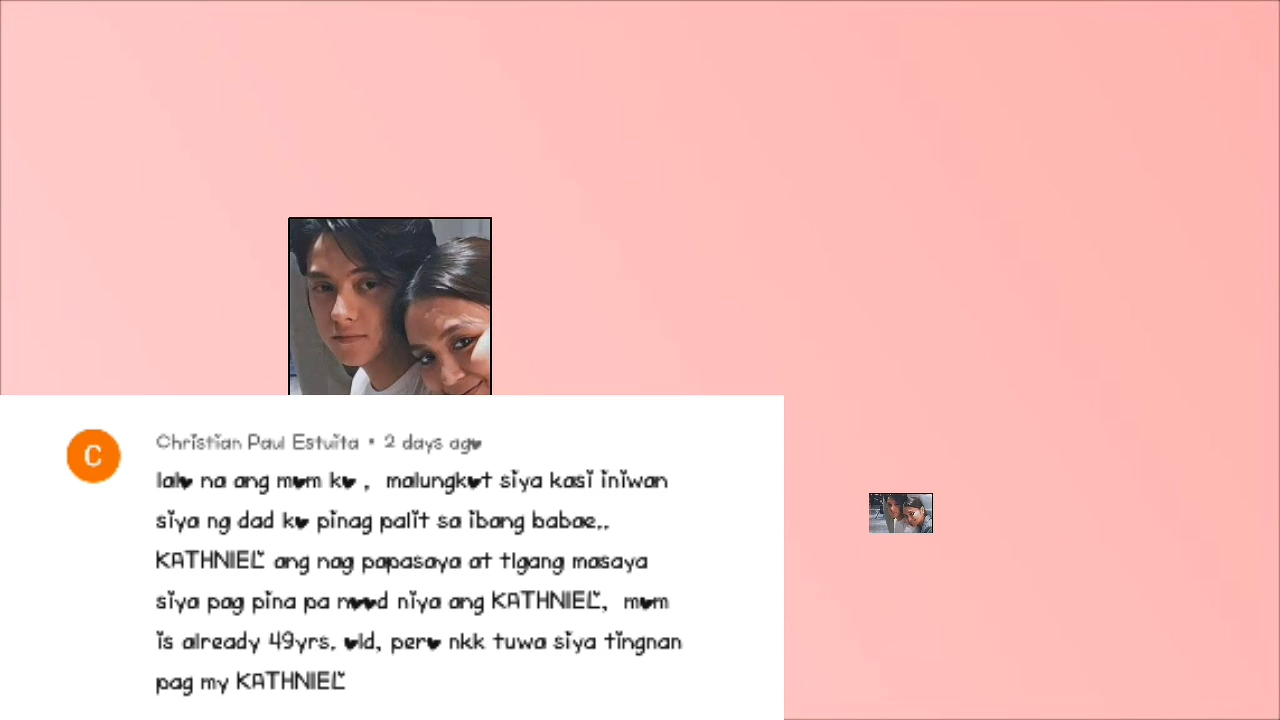 C
Christian Paul Estuita • 2 days ago
lalo na ang mom ko , malungkot siya kasi iniwan
siya ng dad ko pinag palit sa ibang babae,,
KATHNIEL ang nag papasaya at tlgang masaya
siya pag pina pa nood niya ang KATHNIEL, mom
is already 49yrs. old, pero nkk tuwa siya tingnan
pag my KATHNIEL